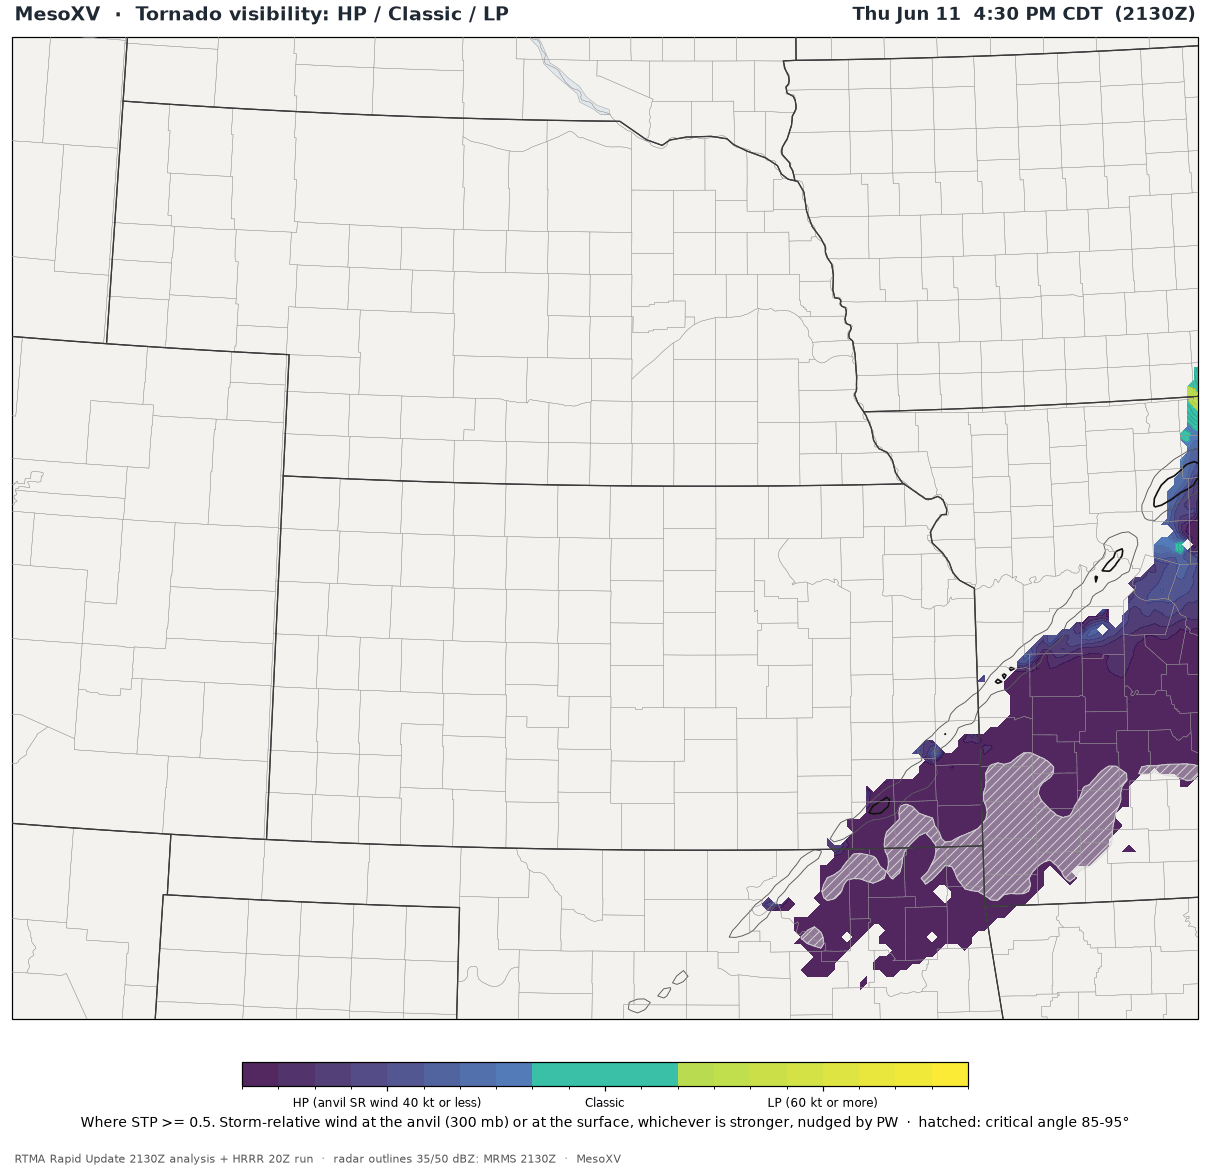 MesoXV · Tornado visibility: HP / Classic / LP
Thu Jun 11 4:30 PM CDT (2130Z)
HP (anvil SR wind 40 kt or less)
Classic
LP (60 kt or more)
Where STP >= 0.5. Storm-relative wind at the anvil (300 mb) or at the surface, whichever is stronger, nudged by PW · hatched: critical angle 85-95°
RTMA Rapid Update 2130Z analysis + HRRR 20Z run · radar outlines 35/50 dBZ: MRMS 2130Z · MesoXV